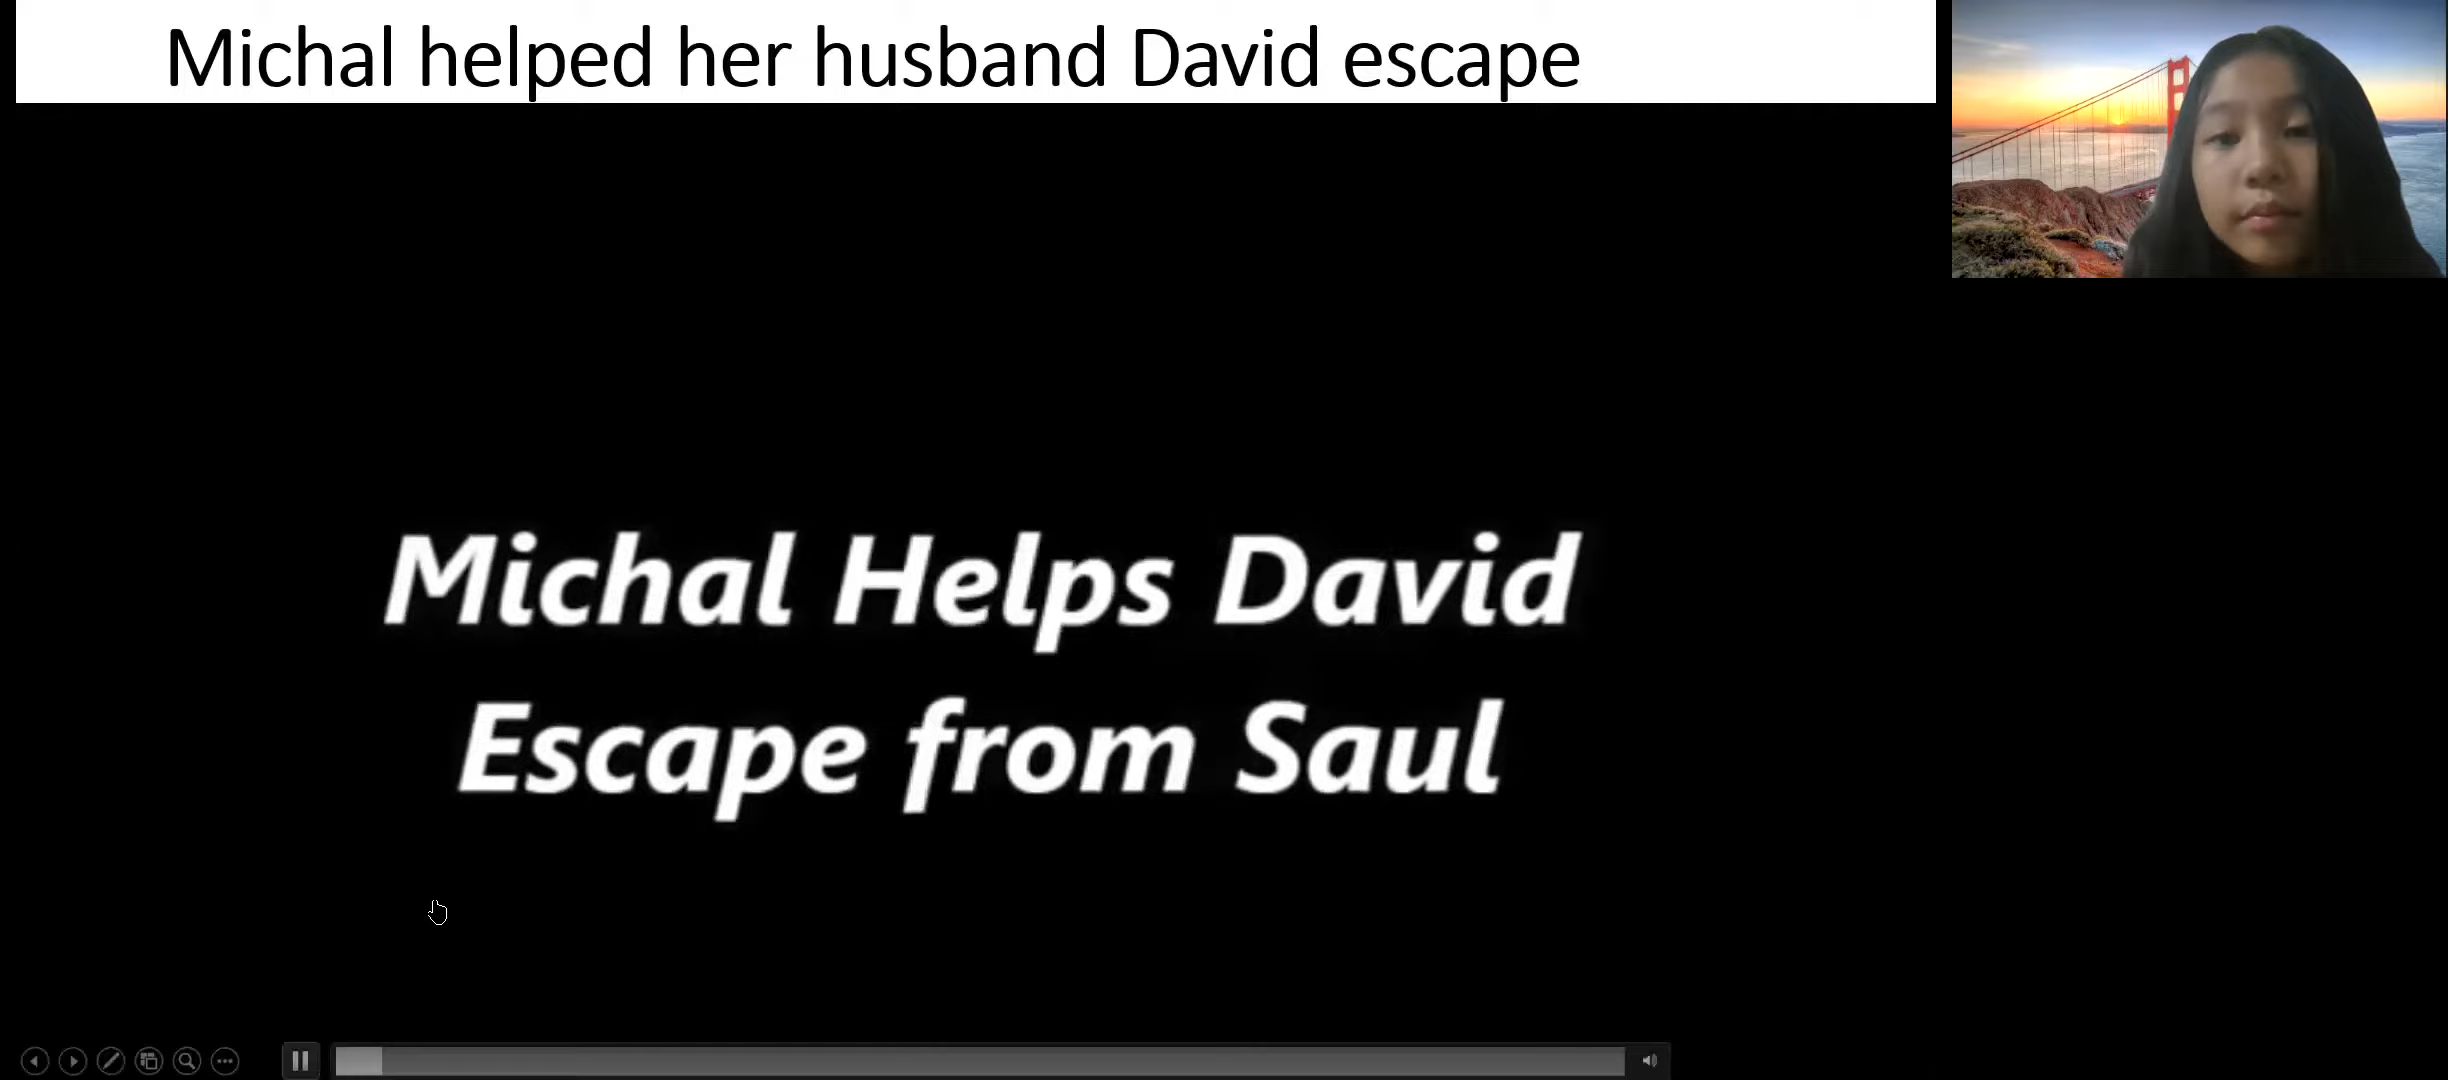 Michal helped her husband David escape
Michal Helps David
Escape from Saul